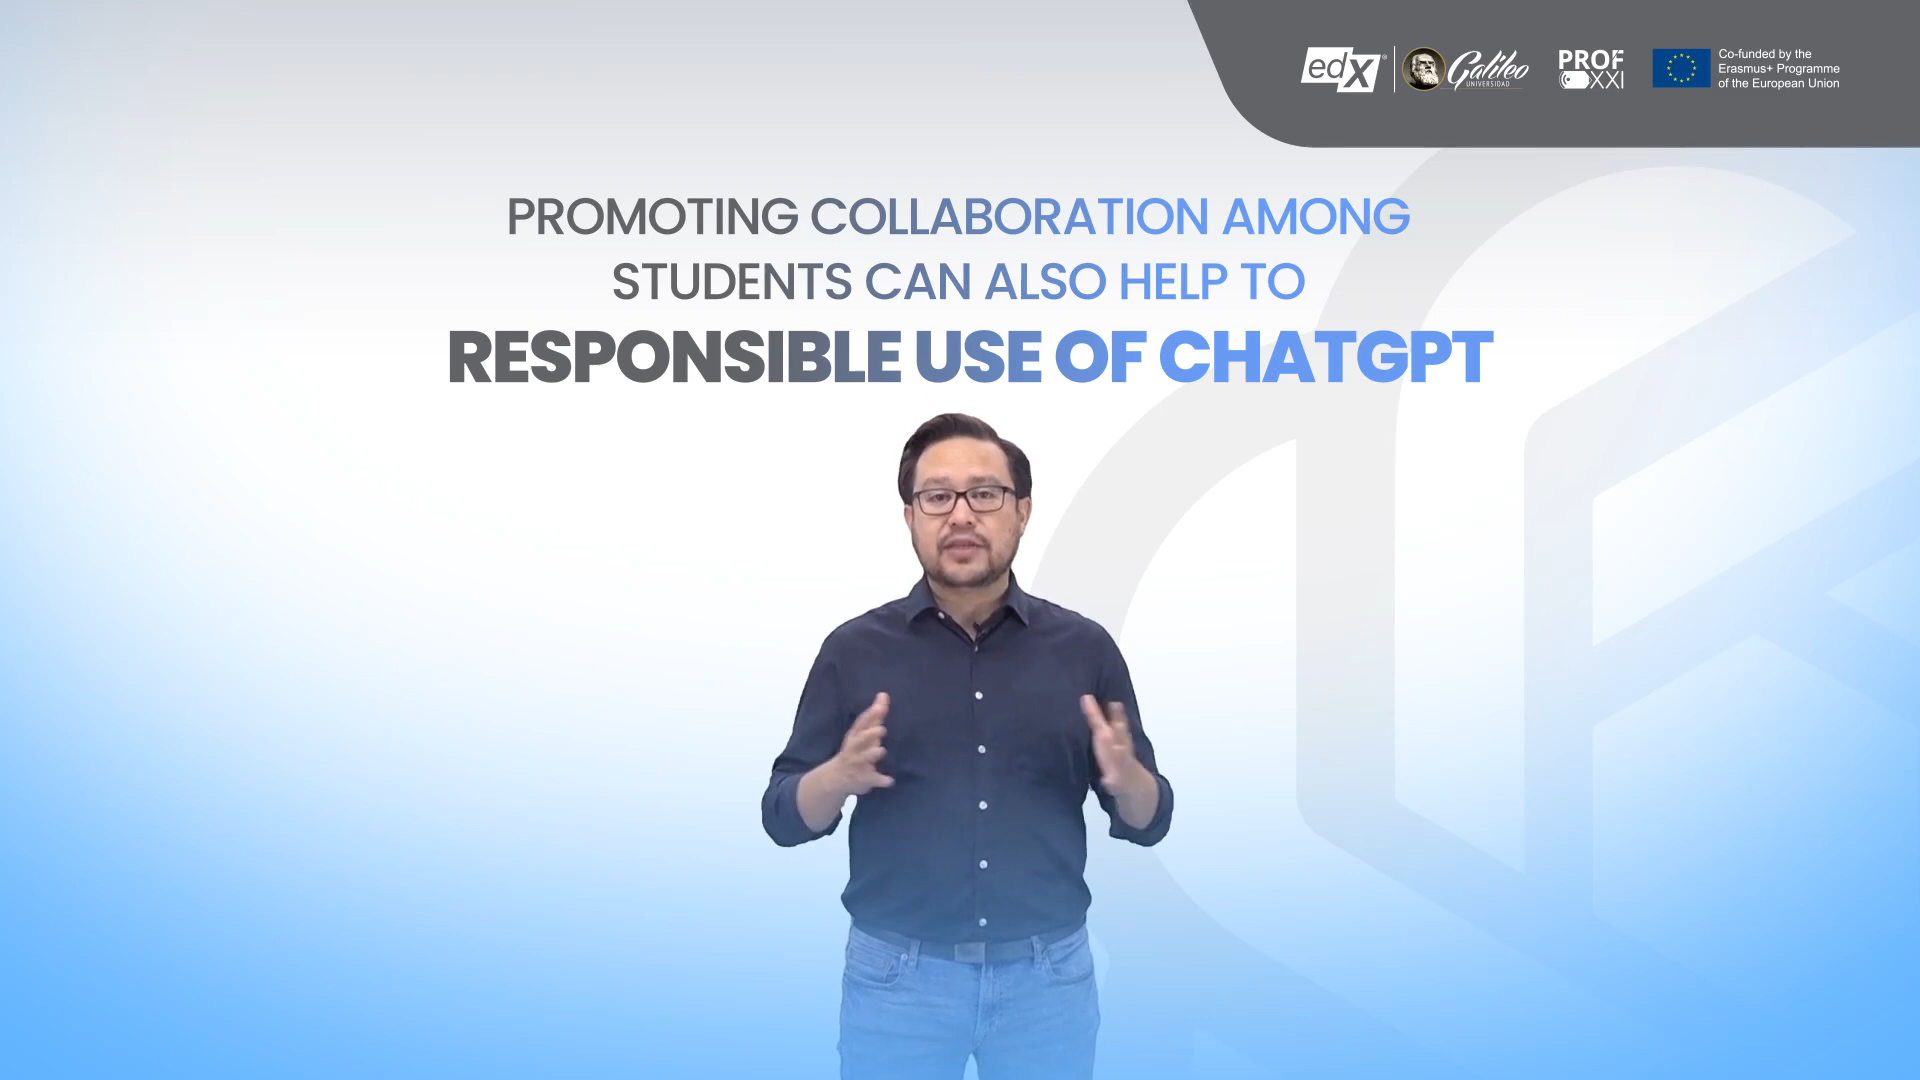 edX
Galileo
UNIVERSIDAD
PROF
XXI
Co-funded by the
Erasmus+ Programme
of the European Union
PROMOTING COLLABORATION AMONG
STUDENTS CAN ALSO HELP TO
RESPONSIBLE USE OF CHATGPT